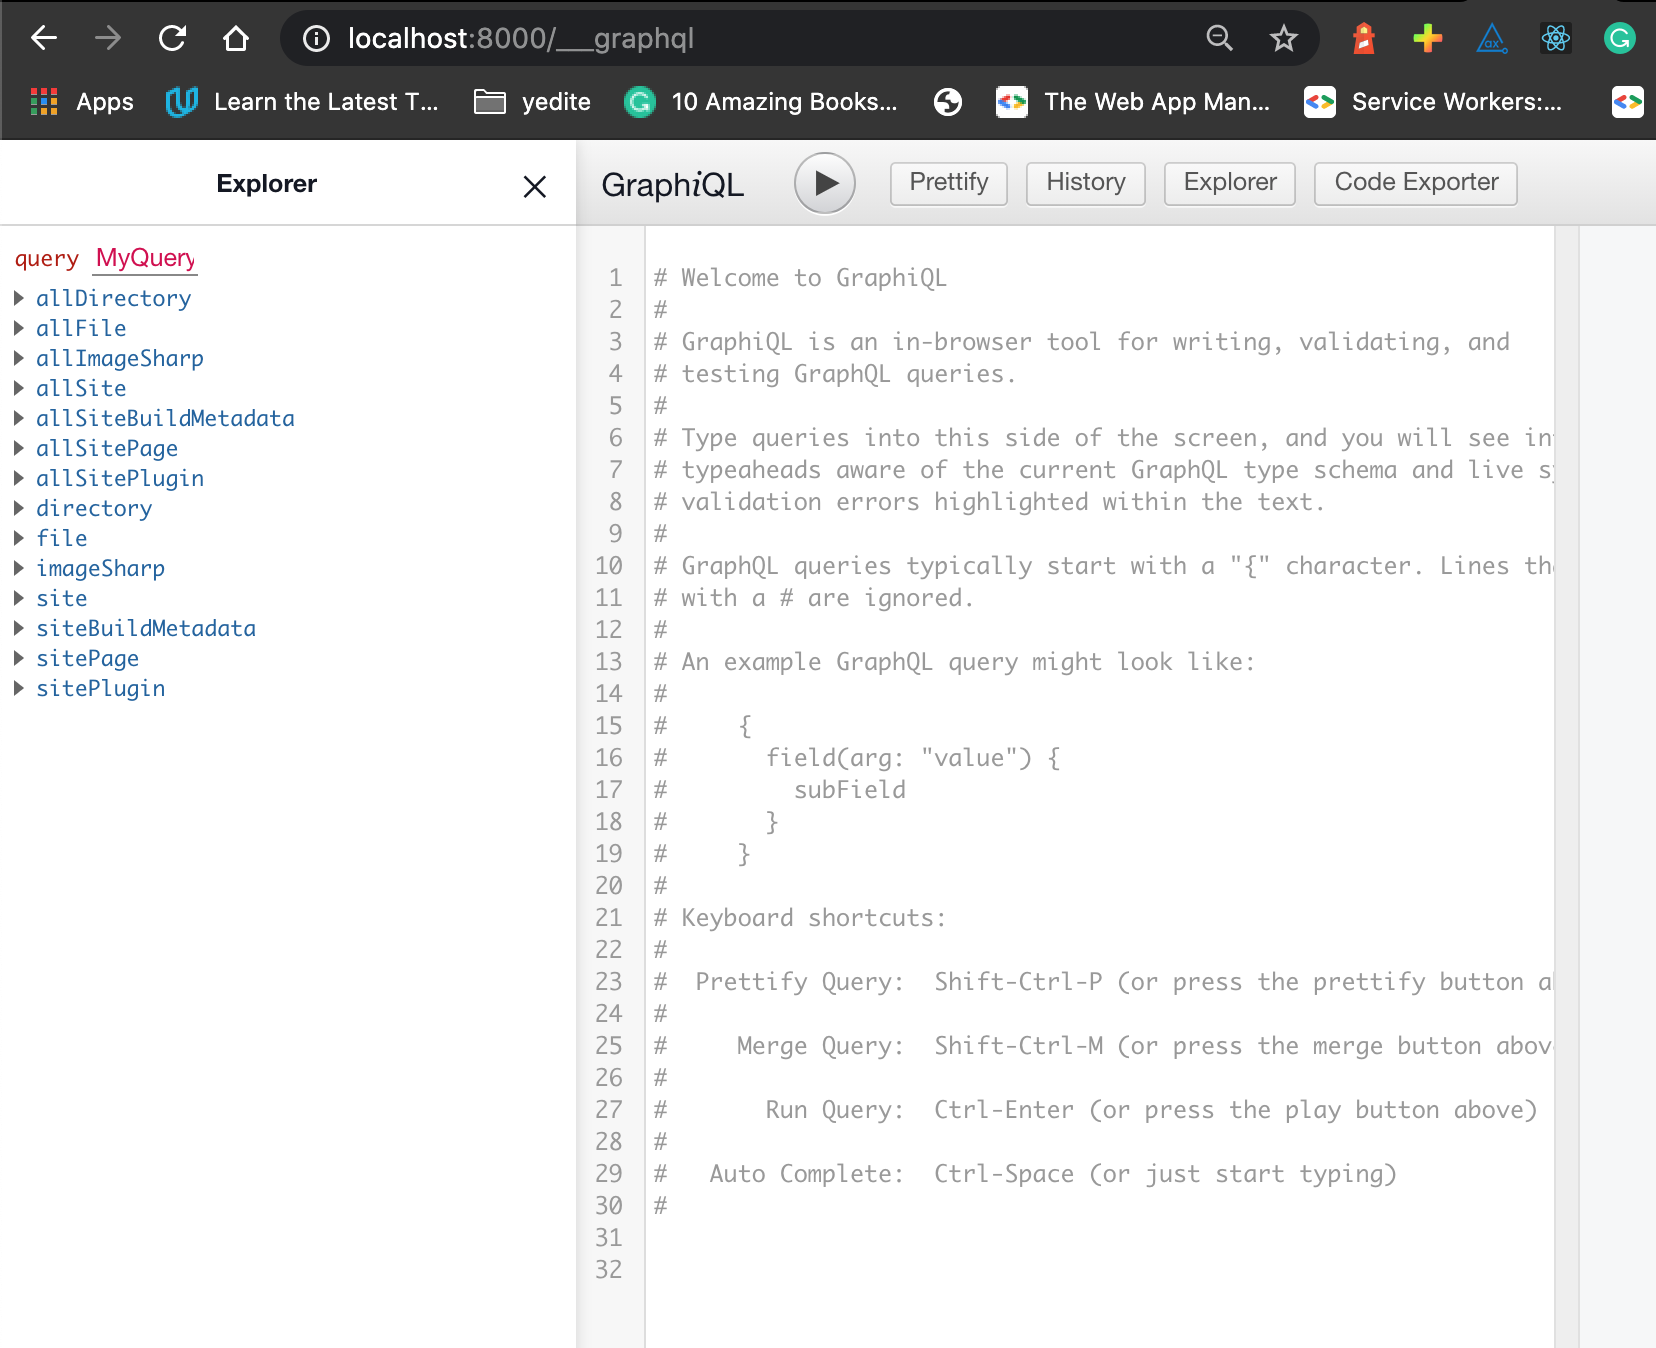 localhost:8000/___graphql
Apps Learn the Latest T... yedite 10 Amazing Books... The Web App Man... Service Workers:...
Explorer
GraphiQL Prettify History Explorer Code Exporter
query MyQuery
allDirectory
allFile
allImageSharp
allSite
allSiteBuildMetadata
allSitePage
allSitePlugin
directory
file
imageSharp
site
siteBuildMetadata
sitePage
sitePlugin
1 # Welcome to GraphiQL
2 #
3 # GraphiQL is an in-browser tool for writing, validating, and
4 # testing GraphQL queries.
5 #
6 # Type queries into this side of the screen, and you will see
7 # typeaheads aware of the current GraphQL type schema and live
8 # validation errors highlighted within the text.
9 #
10 # GraphQL queries typically start with a "{" character. Lines
11 # with a # are ignored.
12 #
13 # An example GraphQL query might look like:
14 #
15 #     {
16 #       field(arg: "value") {
17 #         subField
18 #       }
19 #     }
20 #
21 # Keyboard shortcuts:
22 #
23 #  Prettify Query:  Shift-Ctrl-P (or press the prettify button
24 #
25 #     Merge Query:  Shift-Ctrl-M (or press the merge button
26 #
27 #       Run Query:  Ctrl-Enter (or press the play button above)
28 #
29 #   Auto Complete:  Ctrl-Space (or just start typing)
30 #
31
32